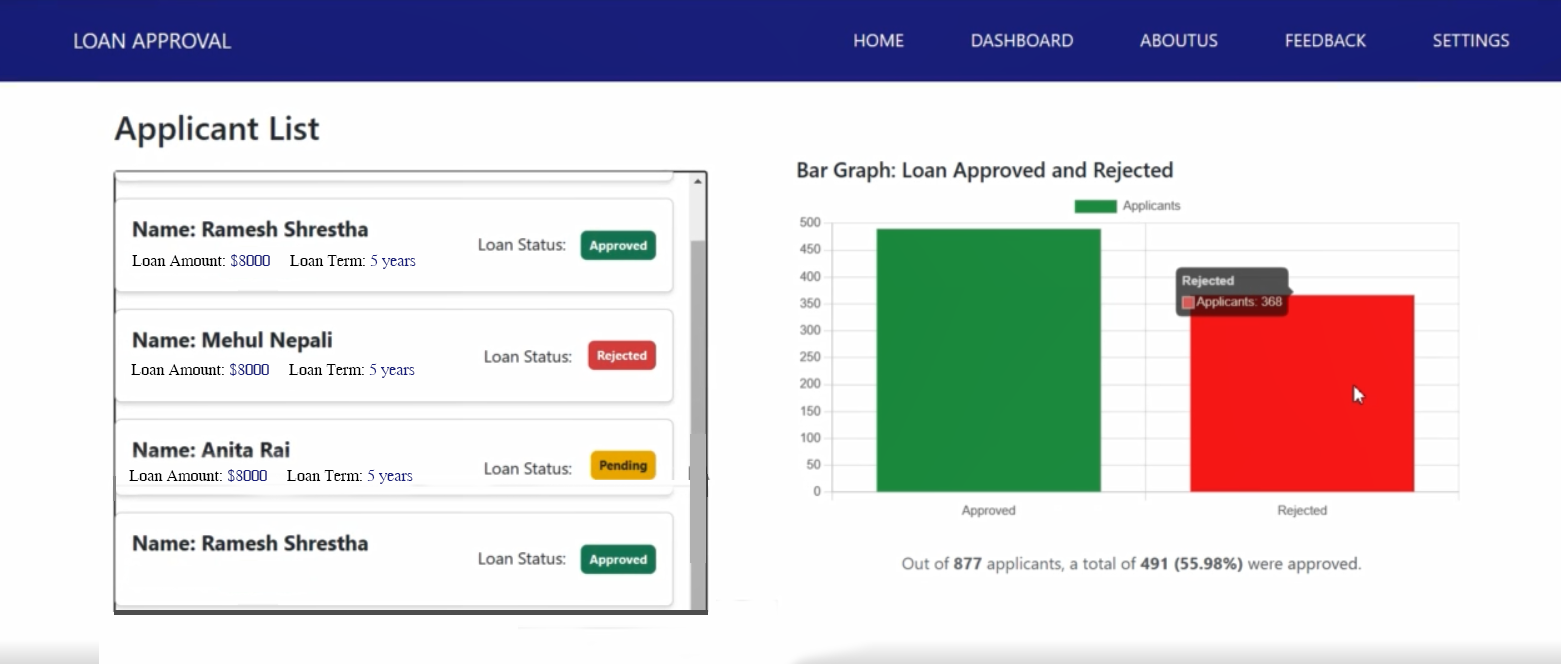 LOAN APPROVAL HOME DASHBOARD ABOUTUS FEEDBACK SETTINGS
Applicant List
Name: Ramesh Shrestha
Loan Amount: $8000 Loan Term: 5 years
Loan Status: Approved
Name: Mehul Nepali
Loan Amount: $8000 Loan Term: 5 years
Loan Status: Rejected
Name: Anita Rai
Loan Amount: $8000 Loan Term: 5 years
Loan Status: Pending
Name: Ramesh Shrestha
Loan Status: Approved
Bar Graph: Loan Approved and Rejected
Applicants
500
450
400
350
300
250
200
150
100
50
0
Rejected
Applicants: 368
Approved Rejected
Out of 877 applicants, a total of 491 (55.98%) were approved.